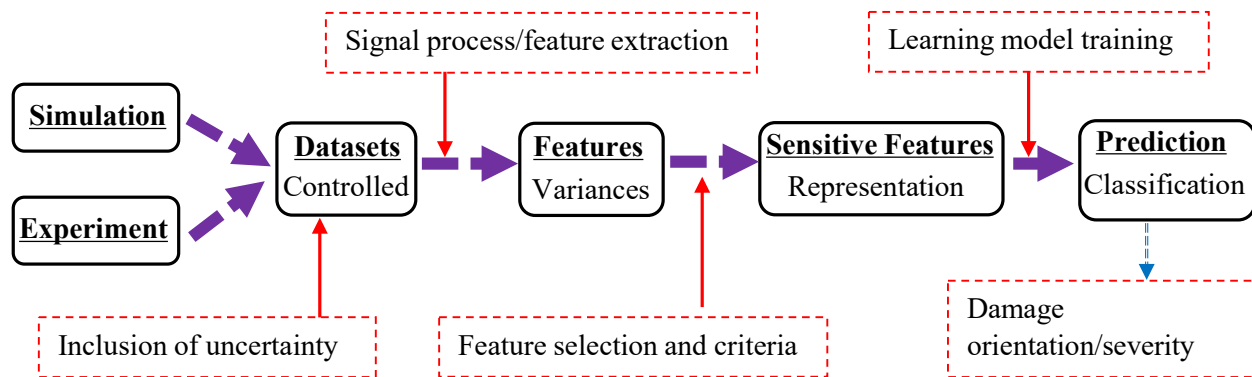 Signal process/feature extraction
Learning model training
Simulation
Experiment
Datasets
Controlled
Features
Variances
Sensitive Features
Representation
Prediction
Classification
Inclusion of uncertainty
Feature selection and criteria
Damage
orientation/severity